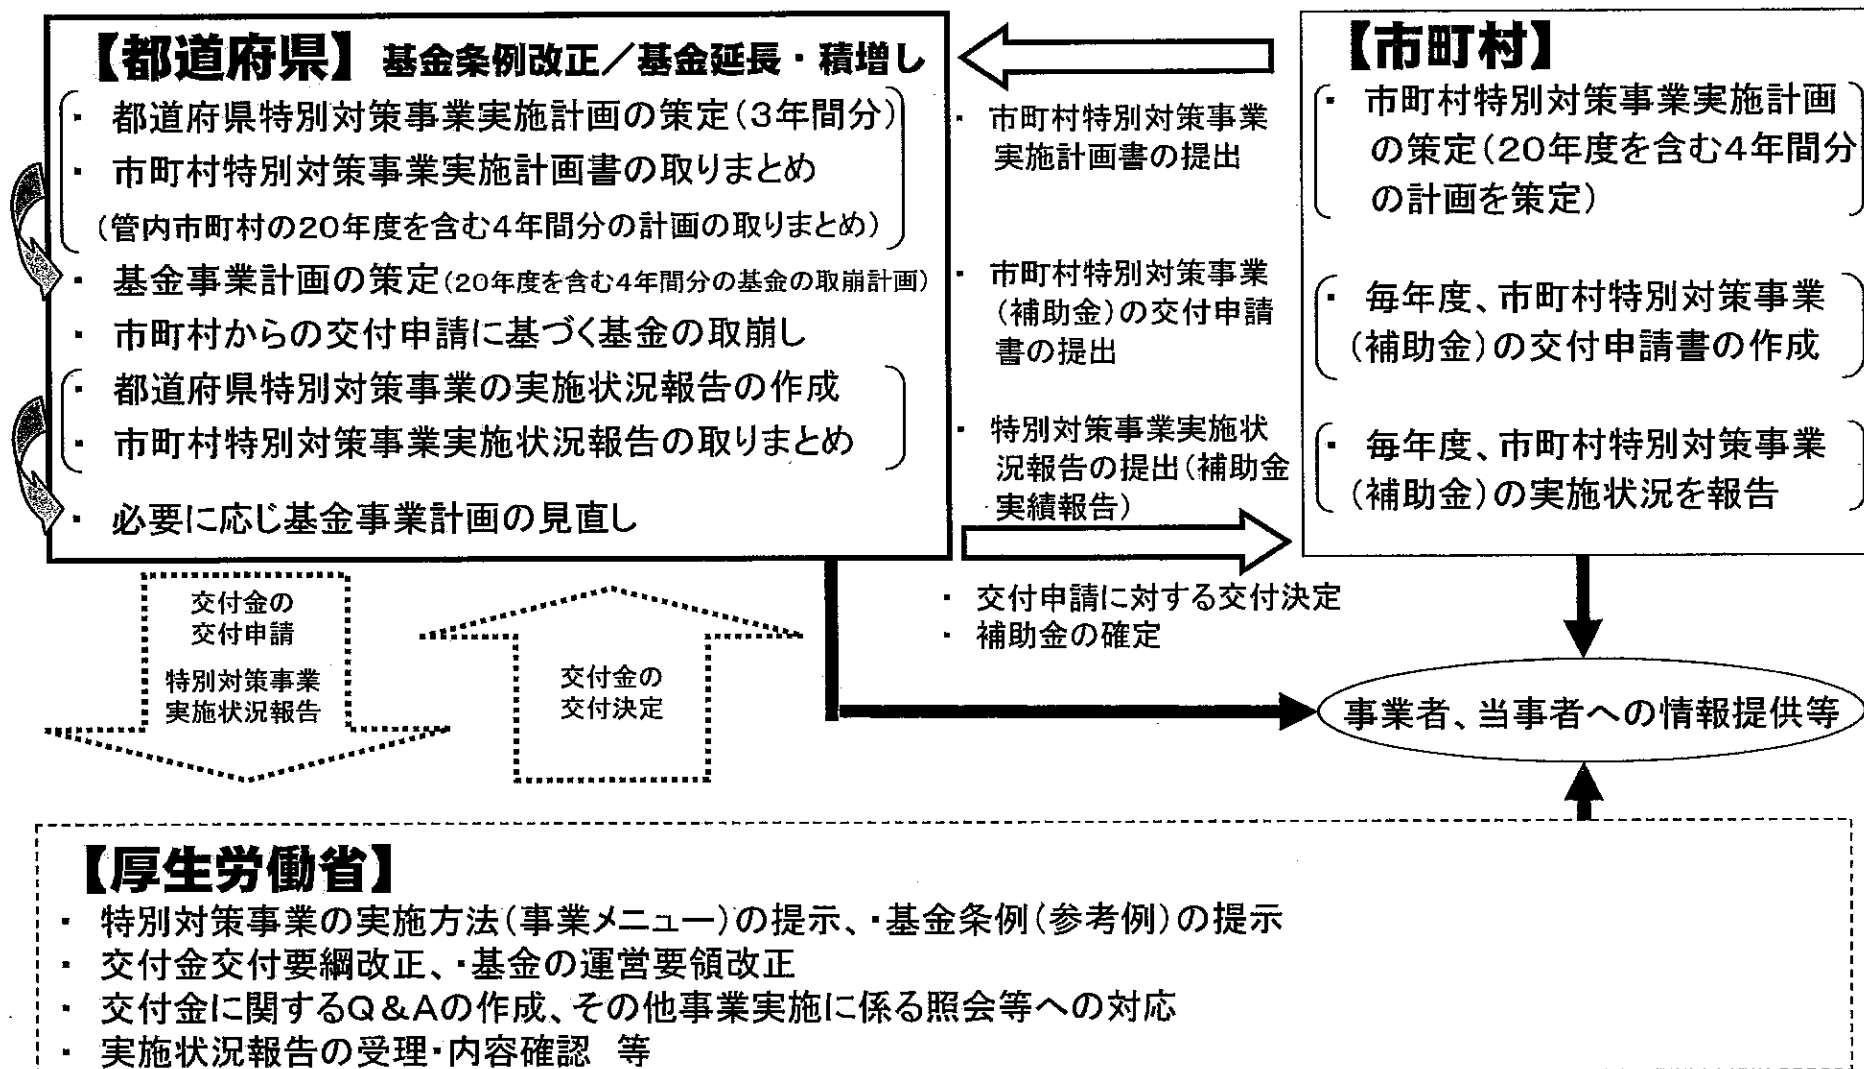 【都道府県】 基金条例改正／基金延長・積増し
・ 都道府県特別対策事業実施計画の策定(3年間分)
・ 市町村特別対策事業実施計画書の取りまとめ
(管内市町村の20年度を含む4年間分の計画の取りまとめ)
・ 基金事業計画の策定(20年度を含む4年間分の基金の取崩計画)
・ 市町村からの交付申請に基づく基金の取崩し
・ 都道府県特別対策事業の実施状況報告の作成
・ 市町村特別対策事業実施状況報告の取りまとめ
・ 必要に応じ基金事業計画の見直し
・ 市町村特別対策事業
実施計画書の提出
・ 市町村特別対策事業
(補助金)の交付申請
書の提出
・ 特別対策事業実施状
況報告の提出(補助金
実績報告)
・ 交付申請に対する交付決定
・ 補助金の確定
【市町村】
・ 市町村特別対策事業実施計画
の策定(20年度を含む4年間分
の計画を策定)
・ 毎年度、市町村特別対策事業
(補助金)の交付申請書の作成
・ 毎年度、市町村特別対策事業
(補助金)の実施状況を報告
交付金の
交付申請
特別対策事業
実施状況報告
交付金の
交付決定
事業者、当事者への情報提供等
【厚生労働省】
・ 特別対策事業の実施方法(事業メニュー)の提示、・基金条例(参考例)の提示
・ 交付金交付要綱改正、・基金の運営要領改正
・ 交付金に関するQ&Aの作成、その他事業実施に係る照会等への対応
・ 実施状況報告の受理・内容確認 等